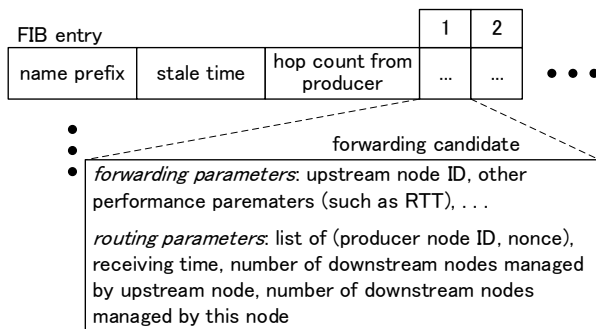 1 2
FIB entry
name prefix stale time hop count from producer ... ...
forwarding candidate
forwarding parameters: upstream node ID, other
performance parematers (such as RTT), . . .
routing parameters: list of (producer node ID, nonce),
receiving time, number of downstream nodes managed
by upstream node, number of downstream nodes
managed by this node